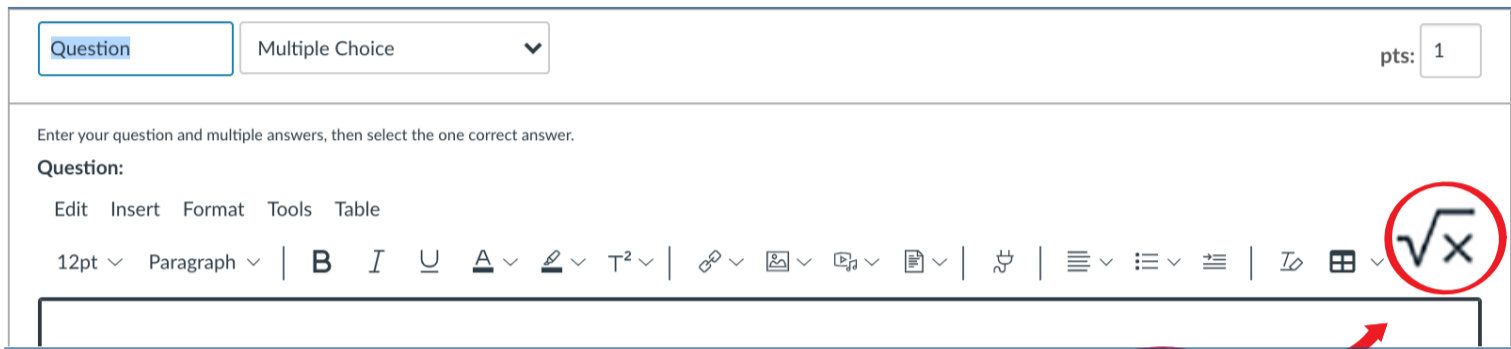 Question Multiple Choice pts: 1
Enter your question and multiple answers, then select the one correct answer.
Question:
Edit Insert Format Tools Table
12pt Paragraph B I U A T² √x